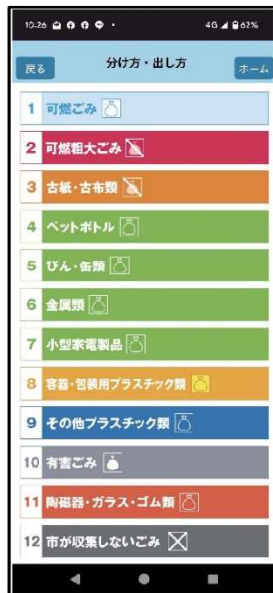 10:26 4G 62%
戻る 分け方・出し方 ホーム
1 可燃ごみ
2 可燃粗大ごみ
3 古紙・古布類
4 ペットボトル
5 びん・缶類
6 金属類
7 小型家電製品
8 容器・包装用プラスチック類
9 その他プラスチック類
10 有害ごみ
11 陶磁器・ガラス・ゴム類
12 市が収集しないごみ